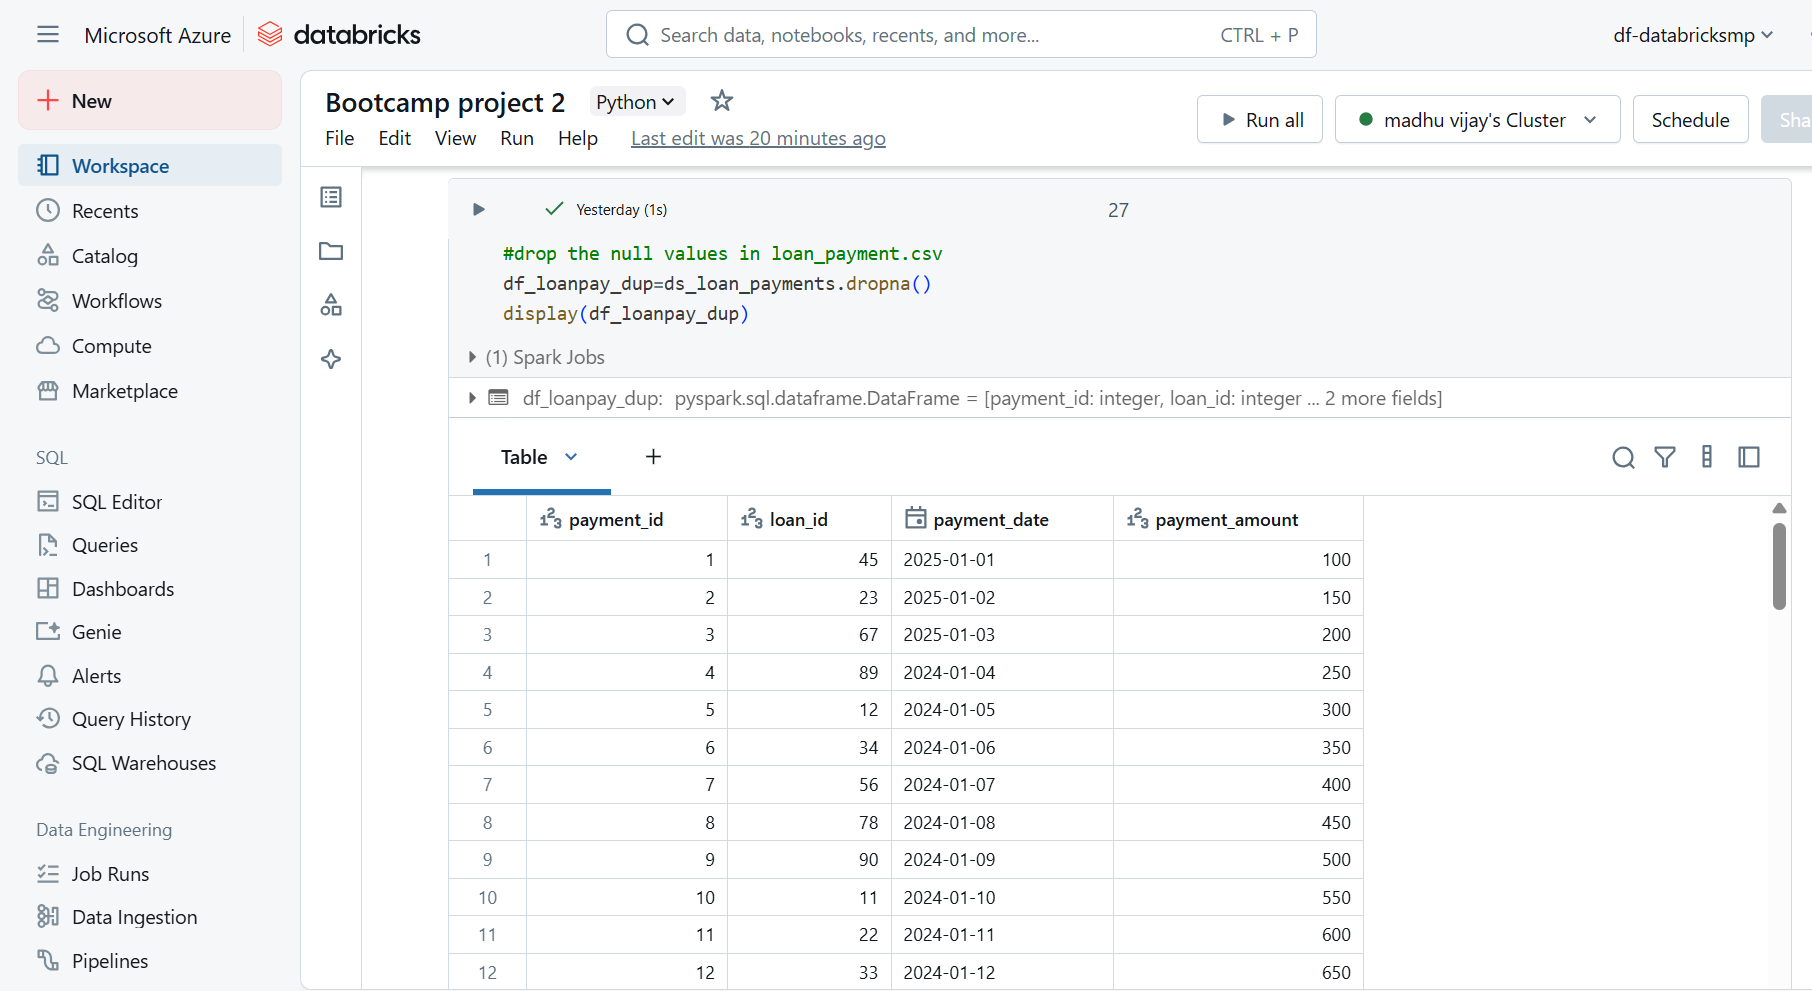 Microsoft Azure databricks Search data, notebooks, recents, and more... CTRL + P df-databricksmp
New
Workspace
Recents
Catalog
Workflows
Compute
Marketplace
SQL
SQL Editor
Queries
Dashboards
Genie
Alerts
Query History
SQL Warehouses
Data Engineering
Job Runs
Data Ingestion
Pipelines
Bootcamp project 2 Python
File Edit View Run Help Last edit was 20 minutes ago
Run all madhu vijay's Cluster Schedule Sha
Yesterday (1s) 27
#drop the null values in loan_payment.csv
df_loanpay_dup=ds_loan_payments.dropna()
display(df_loanpay_dup)
(1) Spark Jobs
df_loanpay_dup: pyspark.sql.dataframe.DataFrame = [payment_id: integer, loan_id: integer ... 2 more fields]
Table +
123 payment_id 123 loan_id payment_date 123 payment_amount
1 1 45 2025-01-01 100
2 2 23 2025-01-02 150
3 3 67 2025-01-03 200
4 4 89 2024-01-04 250
5 5 12 2024-01-05 300
6 6 34 2024-01-06 350
7 7 56 2024-01-07 400
8 8 78 2024-01-08 450
9 9 90 2024-01-09 500
10 10 11 2024-01-10 550
11 11 22 2024-01-11 600
12 12 33 2024-01-12 650